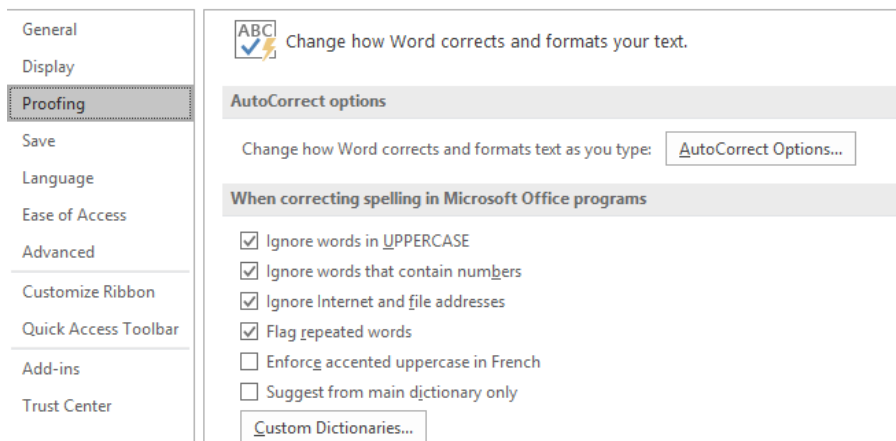 General
Display
Proofing
Save
Language
Ease of Access
Advanced
Customize Ribbon
Quick Access Toolbar
Add-ins
Trust Center
ABC
Change how Word corrects and formats your text.
AutoCorrect options
Change how Word corrects and formats text as you type: AutoCorrect Options...
When correcting spelling in Microsoft Office programs
Ignore words in UPPERCASE
Ignore words that contain numbers
Ignore Internet and file addresses
Flag repeated words
Enforce accented uppercase in French
Suggest from main dictionary only
Custom Dictionaries...